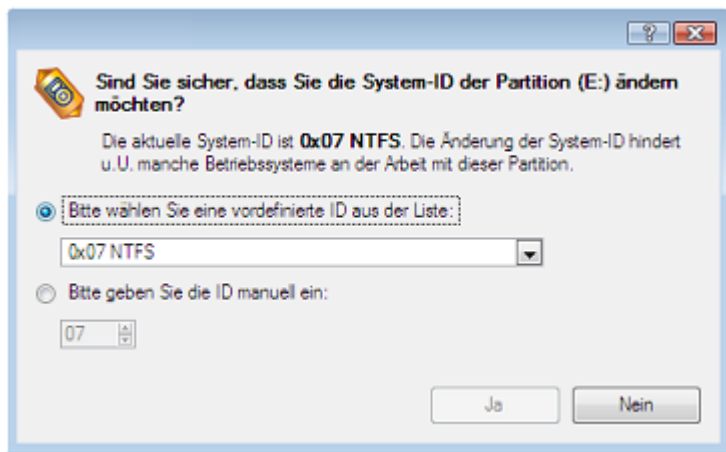 Sind Sie sicher, dass Sie die System-ID der Partition (E:) ändern
möchten?
Die aktuelle System-ID ist 0x07 NTFS. Die Änderung der System-ID hindert
u.U. manche Betriebssysteme an der Arbeit mit dieser Partition.
Bitte wählen Sie eine vordefinierte ID aus der Liste:
0x07 NTFS
Bitte geben Sie die ID manuell ein:
07
Ja
Nein